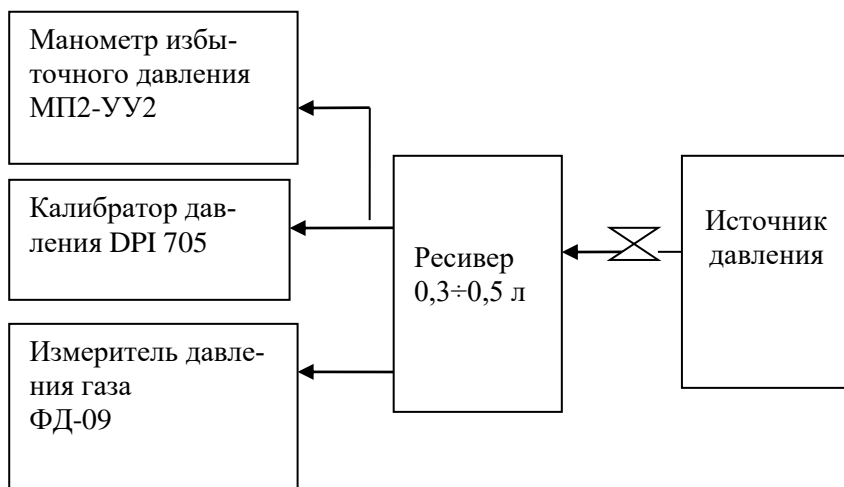 Манометр избы-
точного давления
МП2-УУ2
Калибратор дав-
ления DPI 705
Измеритель давле-
ния газа
ФД-09
Ресивер
0,3÷0,5 л
Источник
давления